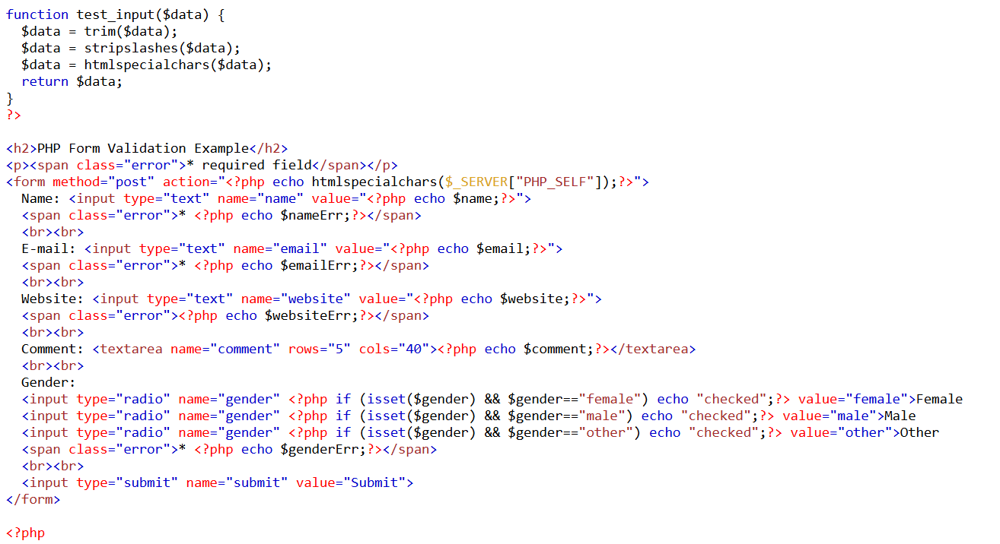 function test_input($data) {
  $data = trim($data);
  $data = stripslashes($data);
  $data = htmlspecialchars($data);
  return $data;
}
?>

<h2>PHP Form Validation Example</h2>
<p><span class="error">* required field</span></p>
<form method="post" action="<?php echo htmlspecialchars($_SERVER["PHP_SELF"]);?>">
  Name: <input type="text" name="name" value="<?php echo $name;?>">
  <span class="error">* <?php echo $nameErr;?></span>
  <br><br>
  E-mail: <input type="text" name="email" value="<?php echo $email;?>">
  <span class="error">* <?php echo $emailErr;?></span>
  <br><br>
  Website: <input type="text" name="website" value="<?php echo $website;?>">
  <span class="error"><?php echo $websiteErr;?></span>
  <br><br>
  Comment: <textarea name="comment" rows="5" cols="40"><?php echo $comment;?></textarea>
  <br><br>
  Gender:
  <input type="radio" name="gender" <?php if (isset($gender) && $gender=="female") echo "checked";?> value="female">Female
  <input type="radio" name="gender" <?php if (isset($gender) && $gender=="male") echo "checked";?> value="male">Male
  <input type="radio" name="gender" <?php if (isset($gender) && $gender=="other") echo "checked";?> value="other">Other
  <span class="error">* <?php echo $genderErr;?></span>
  <br><br>
  <input type="submit" name="submit" value="Submit">
</form>

<?php